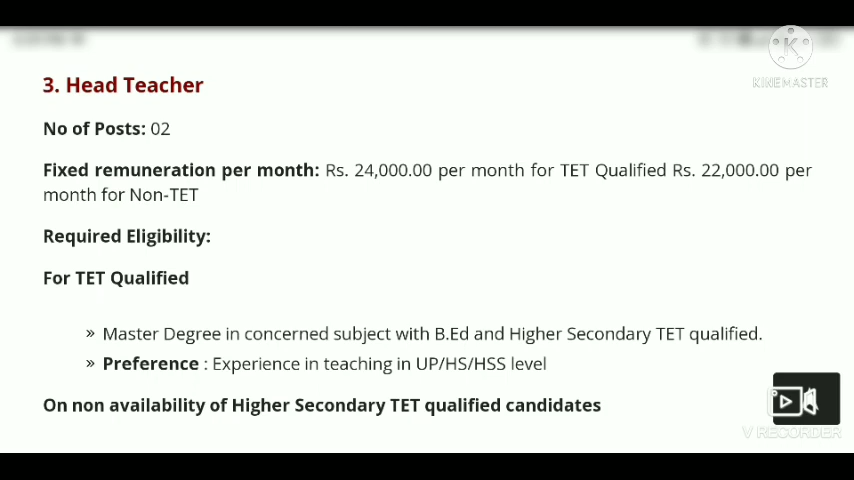 3. Head Teacher
K
KINEMASTER
No of Posts: 02
Fixed remuneration per month: Rs. 24,000.00 per month for TET Qualified Rs. 22,000.00 per
month for Non-TET
Required Eligibility:
For TET Qualified
» Master Degree in concerned subject with B.Ed and Higher Secondary TET qualified.
» Preference : Experience in teaching in UP/HS/HSS level
On non availability of Higher Secondary TET qualified candidates
V RECORDER